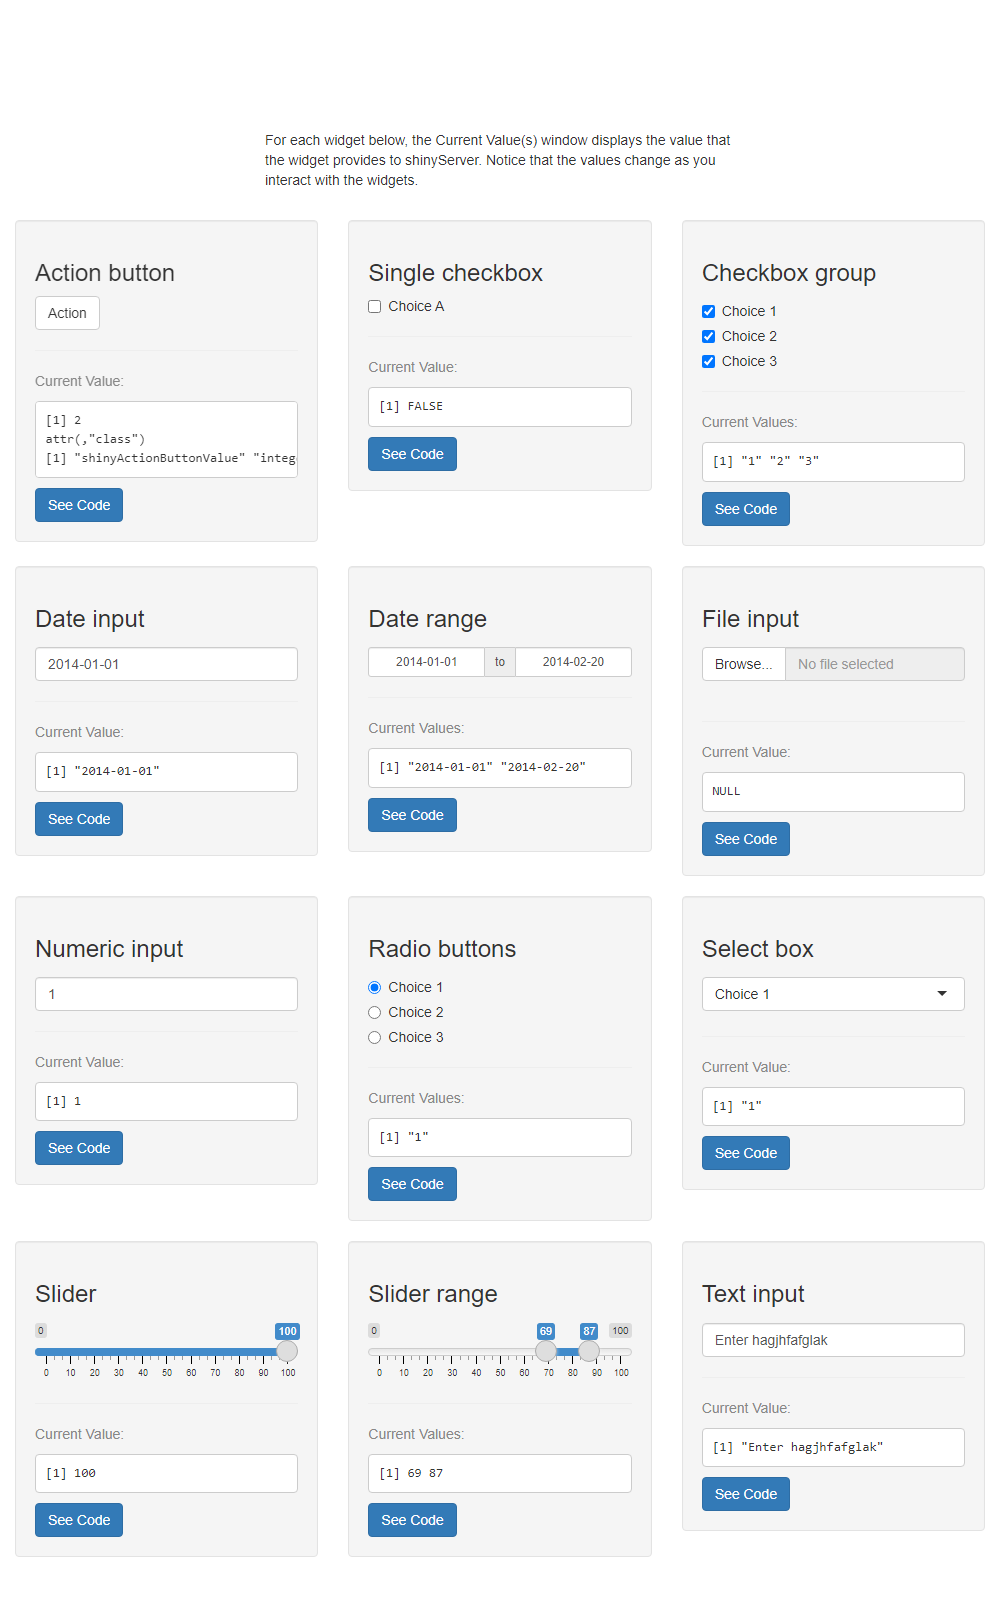 For each widget below, the Current Value(s) window displays the value that
the widget provides to shinyServer. Notice that the values change as you
interact with the widgets.
Action button
Action
Current Value:
[1] 2
attr(,"class")
[1] "shinyActionButtonValue" "integ
See Code
Single checkbox
Choice A
Current Value:
[1] FALSE
See Code
Checkbox group
Choice 1
Choice 2
Choice 3
Current Values:
[1] "1" "2" "3"
See Code
Date input
2014-01-01
Current Value:
[1] "2014-01-01"
See Code
Date range
2014-01-01 to 2014-02-20
Current Values:
[1] "2014-01-01" "2014-02-20"
See Code
File input
Browse... No file selected
Current Value:
NULL
See Code
Numeric input
1
Current Value:
[1] 1
See Code
Radio buttons
Choice 1
Choice 2
Choice 3
Current Values:
[1] "1"
See Code
Select box
Choice 1
Current Value:
[1] "1"
See Code
Slider
0 100
0 10 20 30 40 50 60 70 80 90 100
Current Value:
[1] 100
See Code
Slider range
0 69 87 100
0 10 20 30 40 50 60 70 80 90 100
Current Values:
[1] 69 87
See Code
Text input
Enter hagjhfafglak
Current Value:
[1] "Enter hagjhfafglak"
See Code